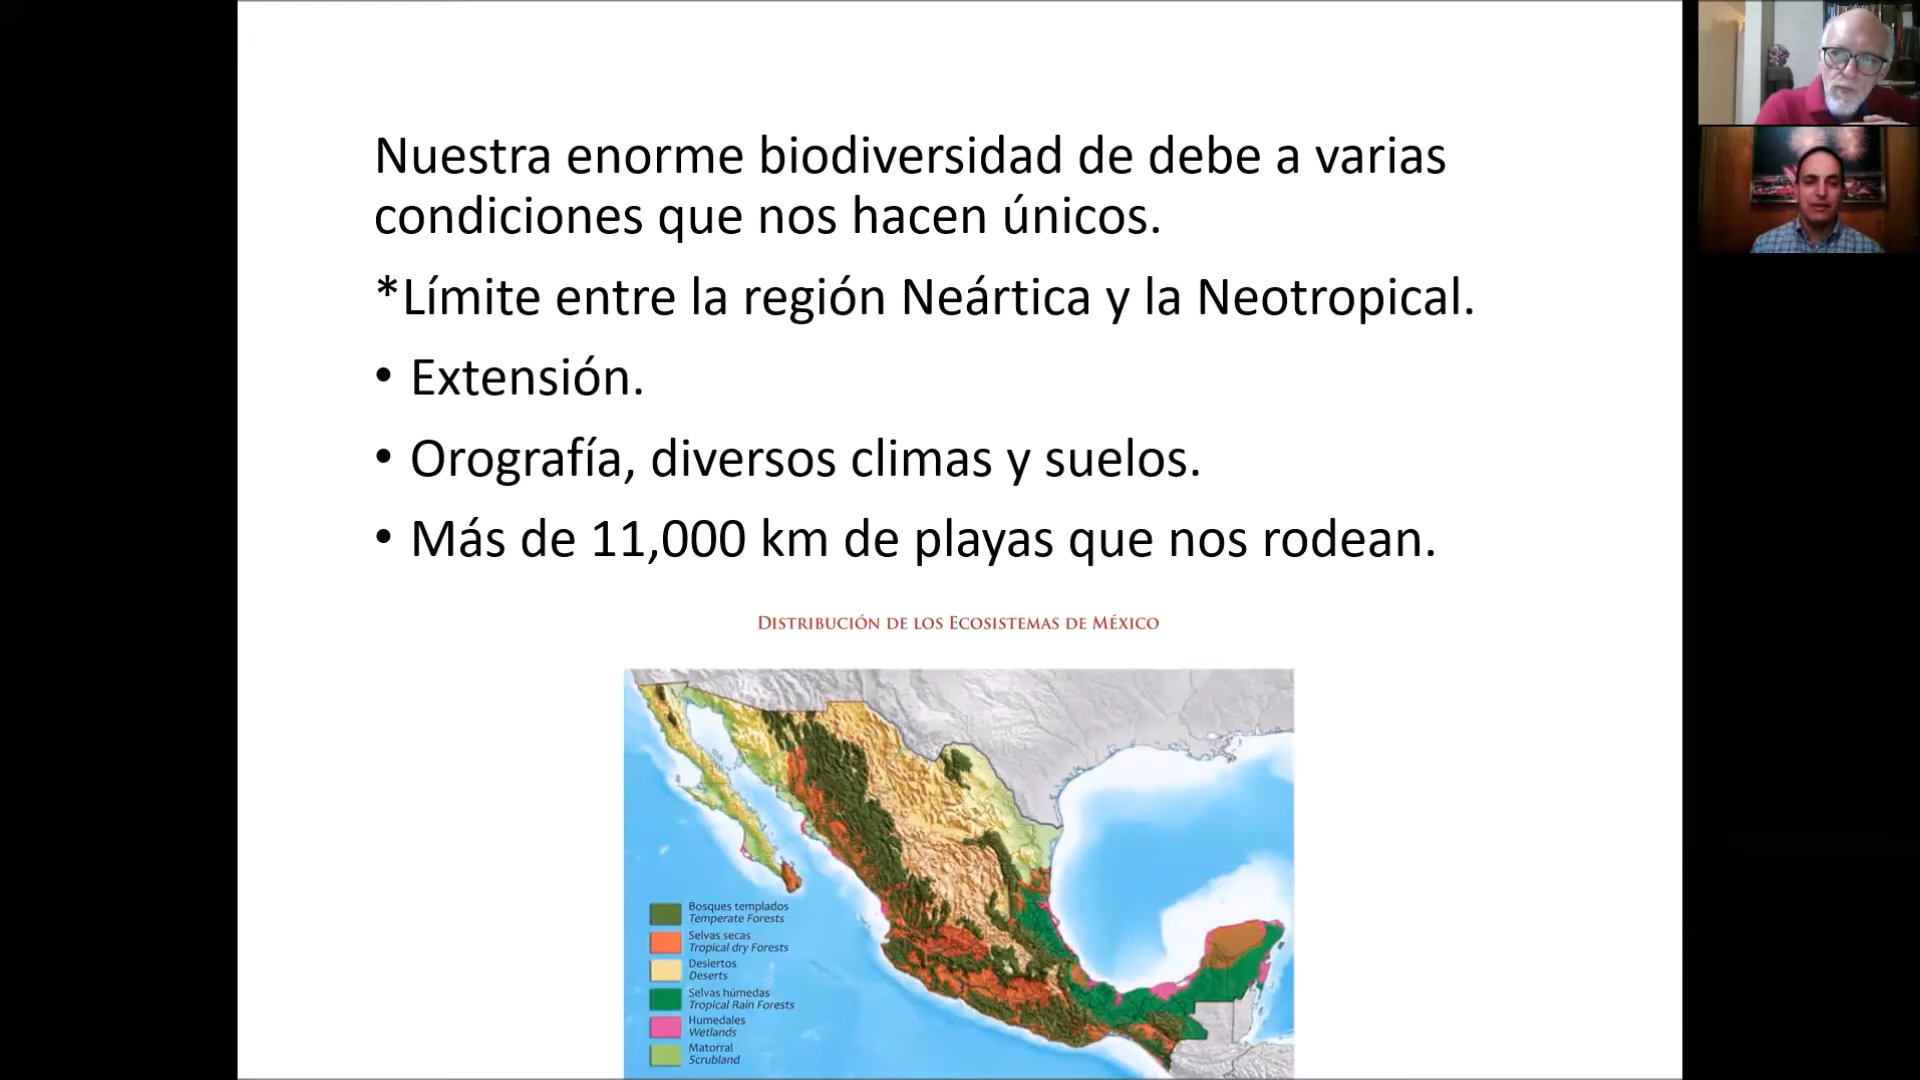 Nuestra enorme biodiversidad de debe a varias
condiciones que nos hacen únicos.
*Límite entre la región Neártica y la Neotropical.
• Extensión.
• Orografía, diversos climas y suelos.
• Más de 11,000 km de playas que nos rodean.
Distribución de los Ecosistemas de México
Bosques templados
Temperate Forests
Selvas secas
Tropical dry Forests
Desiertos
Deserts
Selvas húmedas
Tropical Rain Forests
Humedales
Wetlands
Matorral
Scrubland